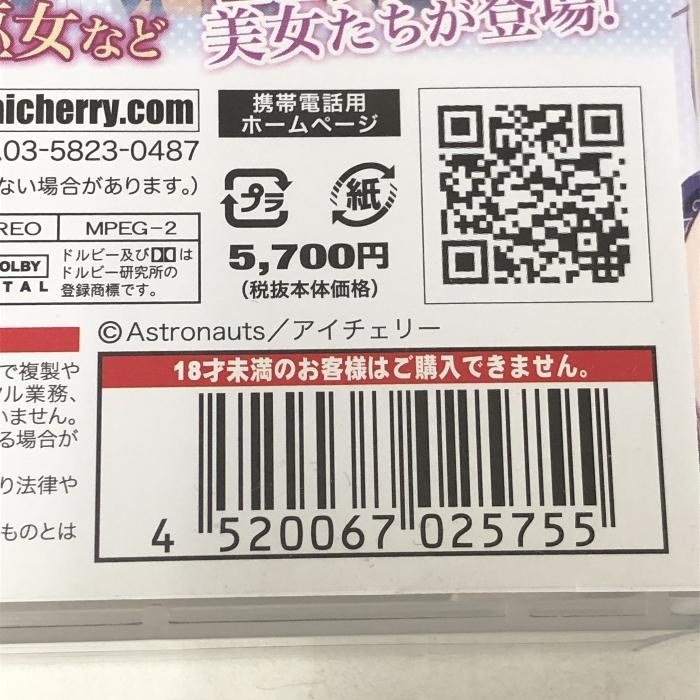 巫女など
美女たちが登場!
icherry.com
携帯電話用
ホームページ
.03-5823-0487
ない場合があります。)
プラ
紙
REO MPEG-2
DOLBY
ITAL
ドルビー及びDDは
ドルビー研究所の
登録商標です。
5,700円
(税抜本体価格)
©Astronauts/アイチェリー
で複製や
業務、
いません。
る場合が
り法律や
ものとは
18才未満のお客様はご購入できません。
4 520067 025755